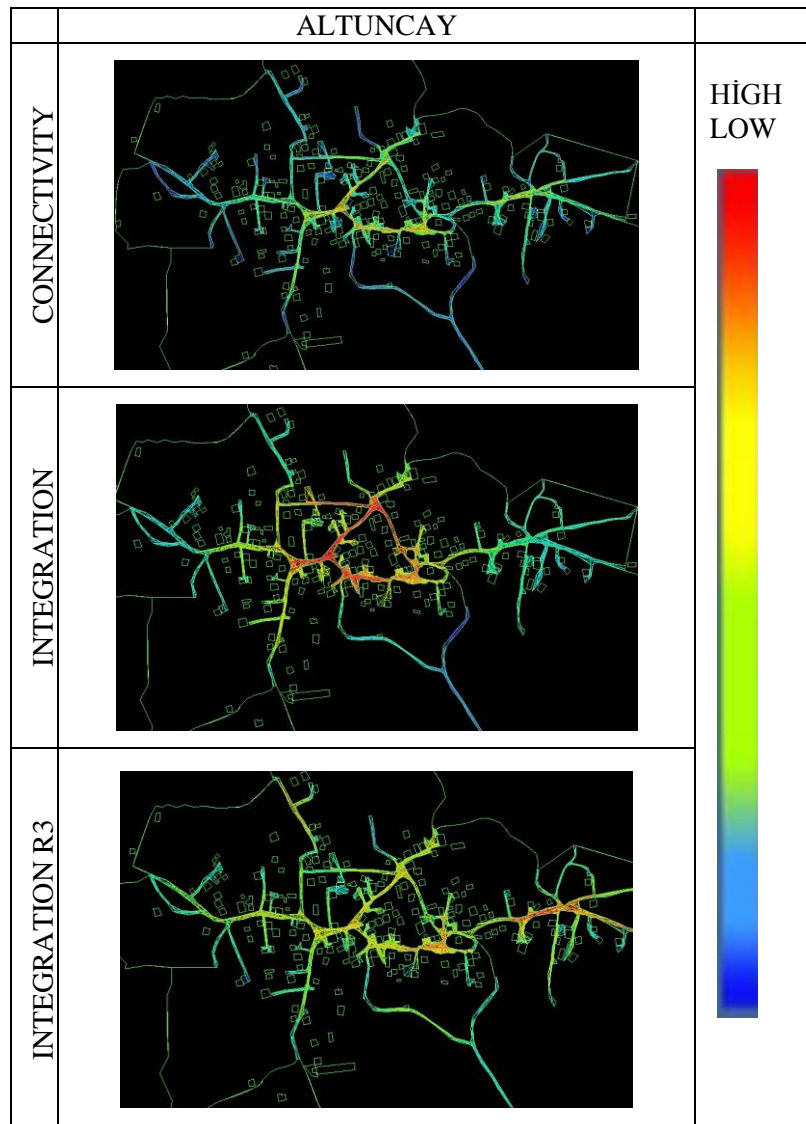 ALTUNCAY
HİGH
LOW
CONNECTIVITY
INTEGRATION
INTEGRATION R3